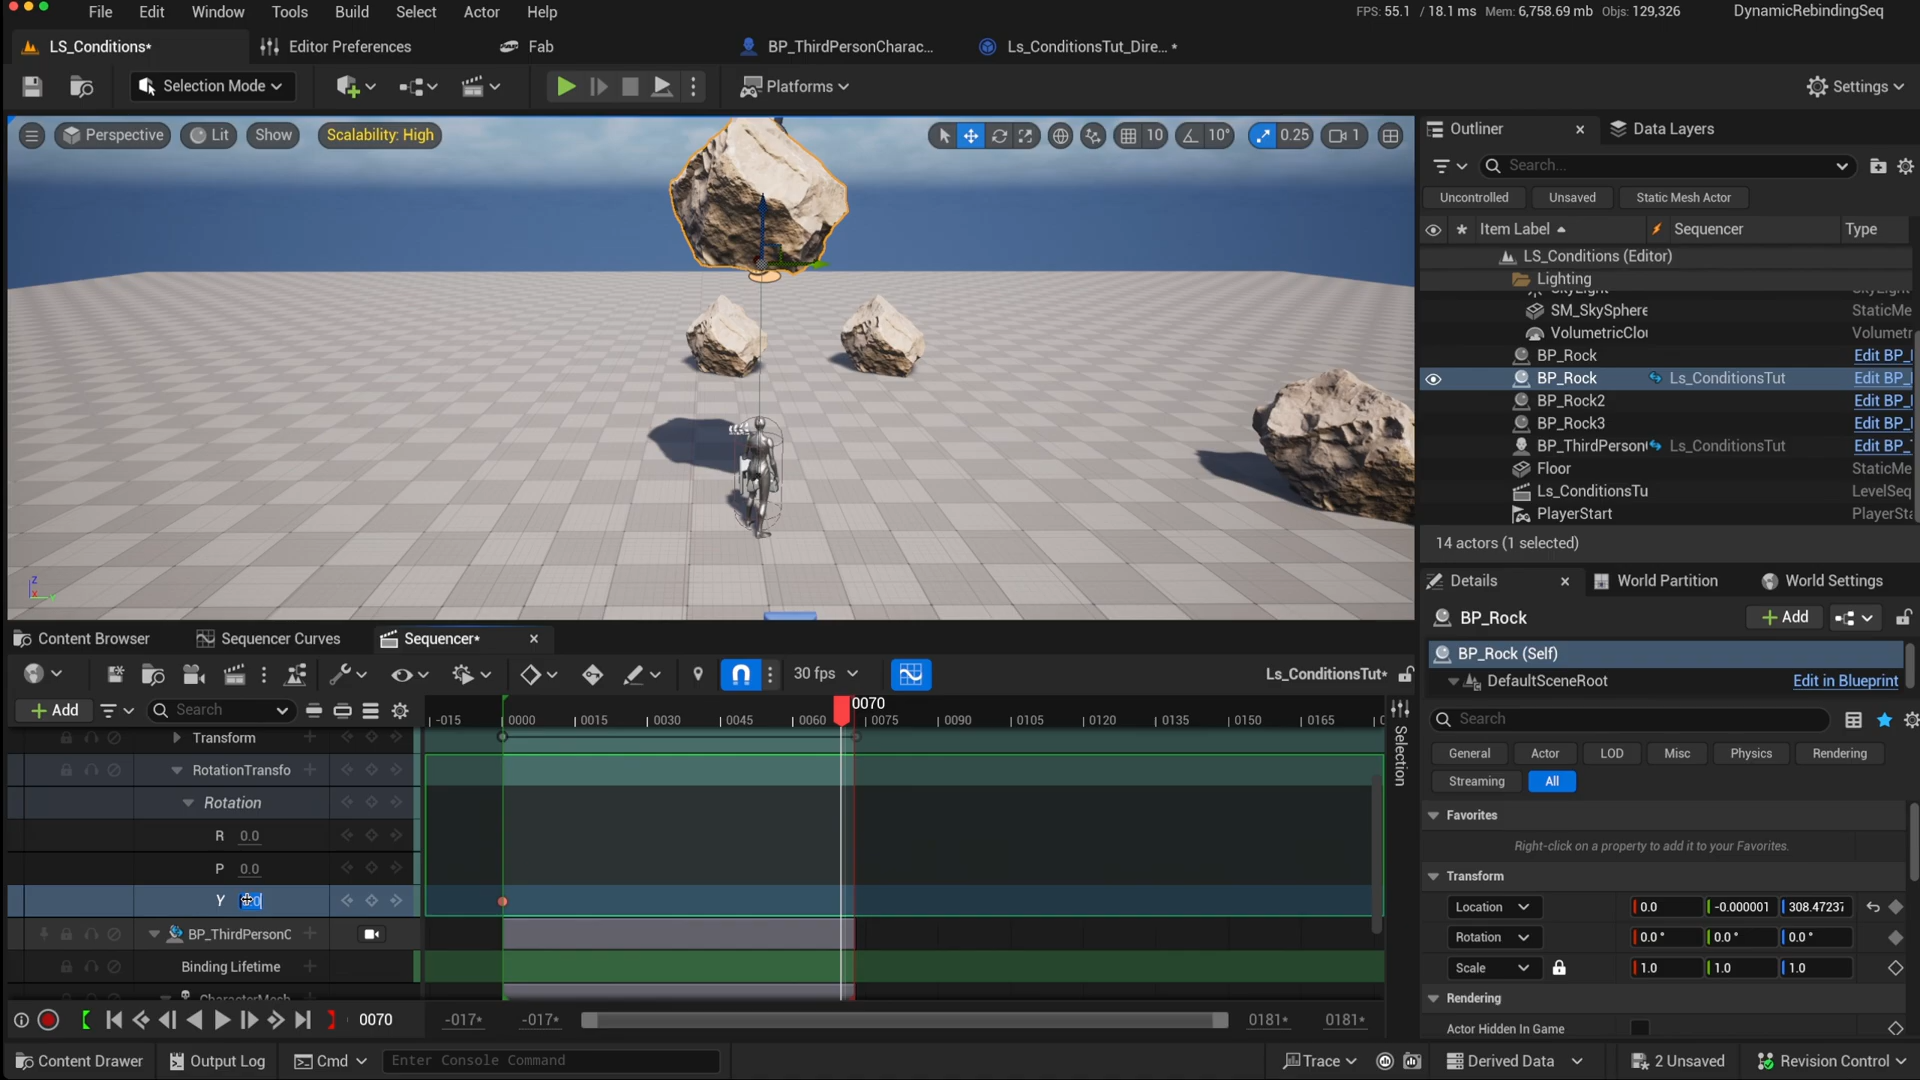 File Edit Window Tools Build Select Actor Help
FPS: 55.1 / 18.1 ms Mem: 6,758.69 mb Objs: 129,326
DynamicRebindingSeq
LS_Conditions*
Editor Preferences
Fab
BP_ThirdPersonCharac...
Ls_ConditionsTut_Dire... *
Selection Mode
Platforms
Settings
Perspective
Lit
Show
Scalability: High
10
10°
0.25
1
Outliner
Data Layers
Search...
Uncontrolled
Unsaved
Static Mesh Actor
Item Label
Sequencer
Type
LS_Conditions (Editor)
Lighting
SkyLight
SM_SkySphere StaticMe
VolumetricClou Volumetr
BP_Rock Edit BP_
BP_Rock Ls_ConditionsTut Edit BP_
BP_Rock2 Edit BP_
BP_Rock3 Edit BP_
BP_ThirdPerson Ls_ConditionsTut Edit BP_
Floor StaticMe
Ls_ConditionsTu LevelSeq
PlayerStart PlayerSta
14 actors (1 selected)
Z
Y
Content Browser
Sequencer Curves
Sequencer*
30 fps
Ls_ConditionsTut*
Add
Search
0070
-015 0000 0015 0030 0045 0060 0075 0090 0105 0120 0135 0150 0165
Selection
Transform
RotationTransfo
Rotation
R 0.0
P 0.0
Y
BP_ThirdPersonC
Binding Lifetime
CharacterMesh
0070
-017*
-017*
0181*
0181*
Details
World Partition
World Settings
BP_Rock
Add
BP_Rock (Self)
DefaultSceneRoot
Edit in Blueprint
Search
General
Actor
LOD
Misc
Physics
Rendering
Streaming
All
Favorites
Right-click on a property to add it to your Favorites.
Transform
Location 0.0 -0.000001 308.47237
Rotation 0.0° 0.0° 0.0°
Scale 1.0 1.0 1.0
Rendering
Actor Hidden In Game
Content Drawer
Output Log
Cmd
Enter Console Command
Trace
Derived Data
2 Unsaved
Revision Control